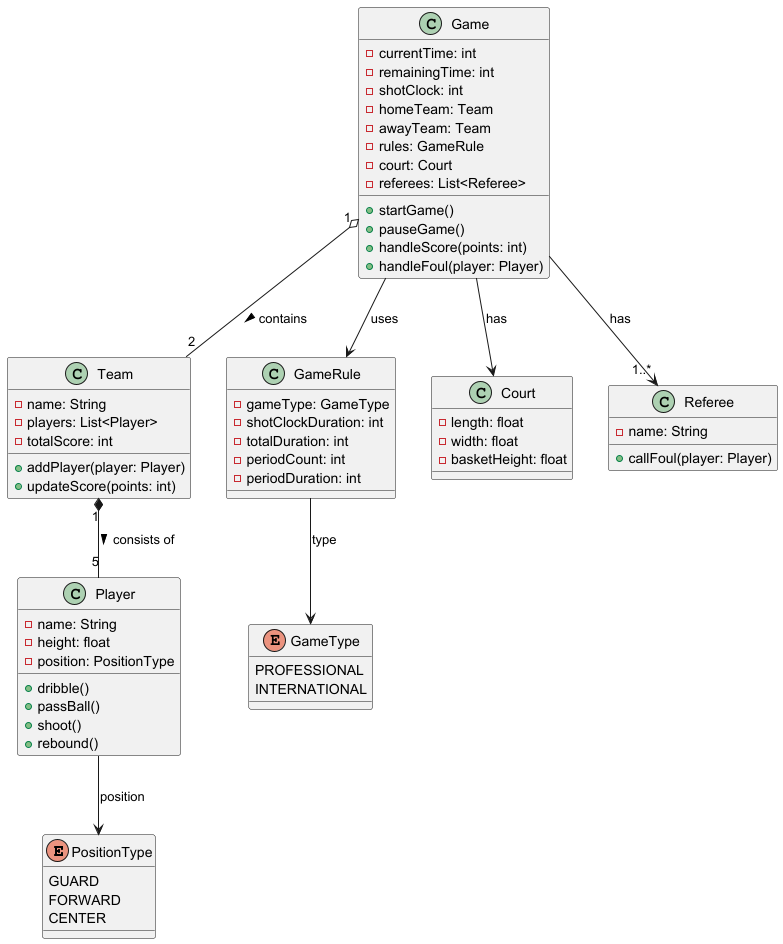 C Game
currentTime: int
remainingTime: int
shotClock: int
homeTeam: Team
awayTeam: Team
rules: GameRule
court: Court
referees: List<Referee>
startGame()
pauseGame()
handleScore(points: int)
handleFoul(player: Player)
1
contains
uses
has
has
2
1..*
C Team
name: String
players: List<Player>
totalScore: int
addPlayer(player: Player)
updateScore(points: int)
C GameRule
gameType: GameType
shotClockDuration: int
totalDuration: int
periodCount: int
periodDuration: int
C Court
length: float
width: float
basketHeight: float
C Referee
name: String
callFoul(player: Player)
1
consists of
5
type
C Player
name: String
height: float
position: PositionType
dribble()
passBall()
shoot()
rebound()
E GameType
PROFESSIONAL
INTERNATIONAL
position
E PositionType
GUARD
FORWARD
CENTER